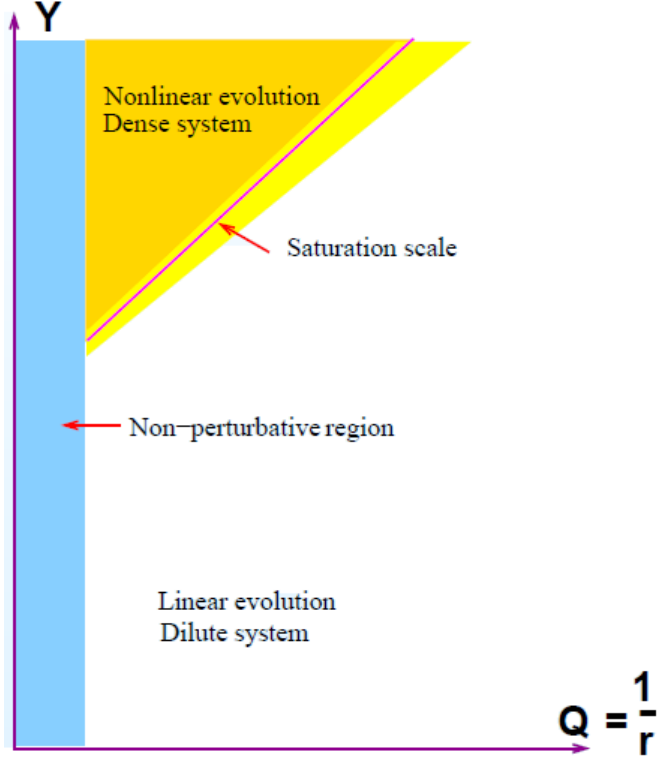 Y
Nonlinear evolution
Dense system
Saturation scale
Non−perturbative region
Linear evolution
Dilute system
Q = 1/r